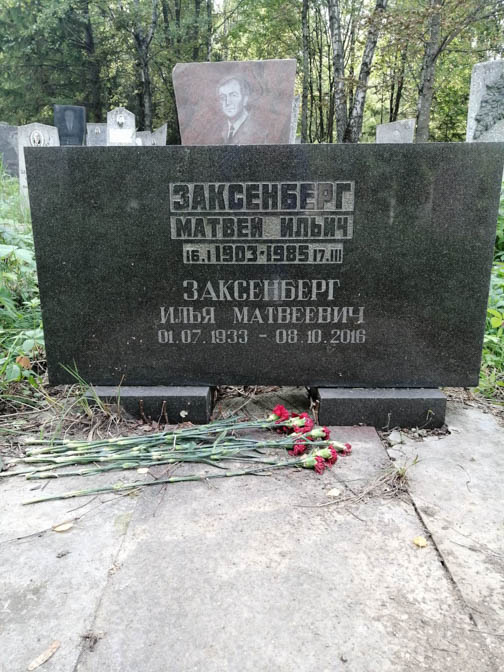 ЗАКСЕНБЕРГ
МАТВЕЙ ИЛЬИЧ
16.I 1903-1985 17.III
ЗАКСЕНБЕРГ
ИЛЬЯ МАТВЕЕВИЧ
01.07.1933 – 08.10.2016